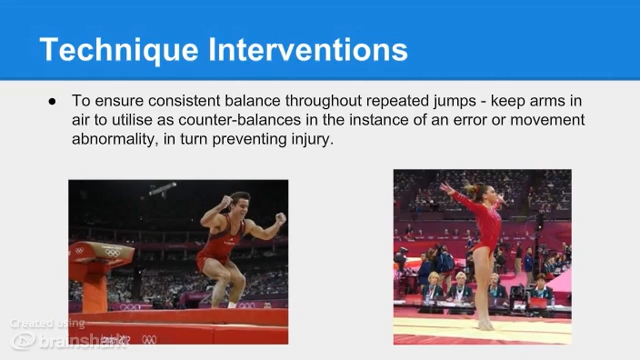 Technique Interventions
● To ensure consistent balance throughout repeated jumps - keep arms in
air to utilise as counter-balances in the instance of an error or movement
abnormality, in turn preventing injury.
Created using
brainshark